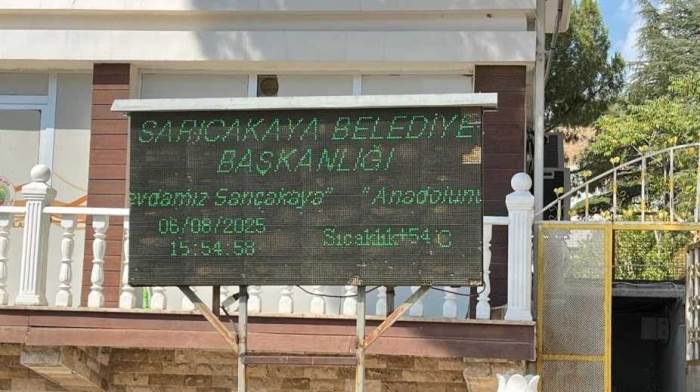 SARICAKAYA BELEDİYE
BAŞKANLIĞI
evdamız Sarıcakaya" "Anadolunu
06/08/2025
15:54:58 Sıcaklık+54 C